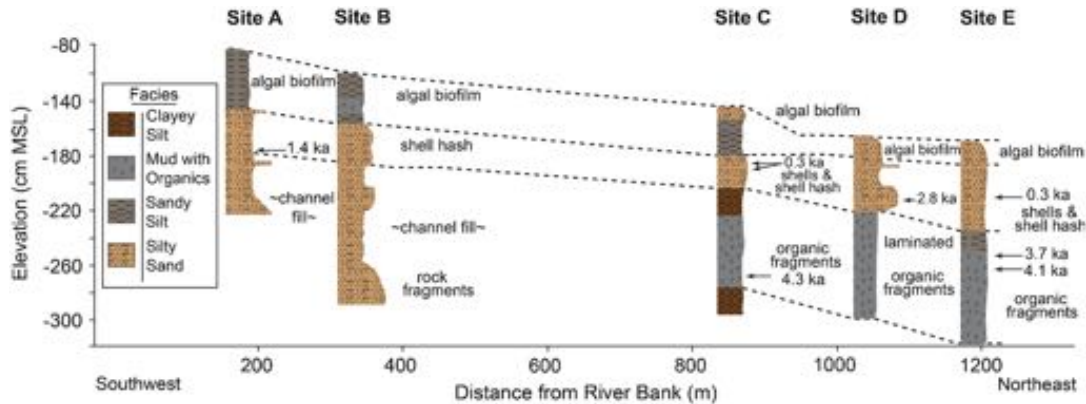 Site A
Site B
Site C
Site D
Site E
Elevation (cm MSL)
-80
-140
-180
-220
-260
-300
Facies
Clayey
Silt
Mud with
Organics
Sandy
Silt
Silty
Sand
algal biofilm
1.4 ka
~channel
fill~
algal biofilm
shell hash
~channel fill~
rock
fragments
algal biofilm
0.3 ka
shells &
shell hash
organic
fragments
4.3 ka
algal biofilm
2.8 ka
laminated
organic
fragments
algal biofilm
0.3 ka
shells &
shell hash
3.7 ka
4.1 ka
organic
fragments
200
400
600
800
1000
1200
Southwest
Distance from River Bank (m)
Northeast